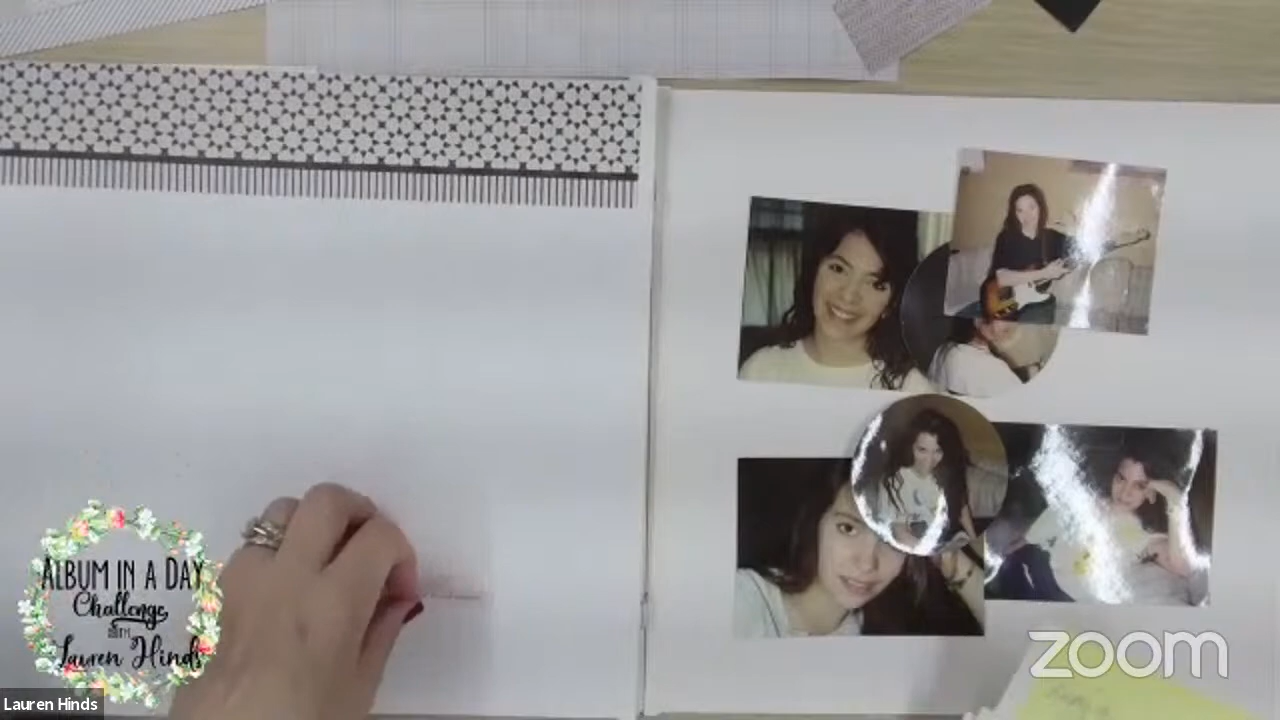 ALBUM IN A DAY
Challenge
WITH
Lauren Hinds
Lauren Hinds
zoom